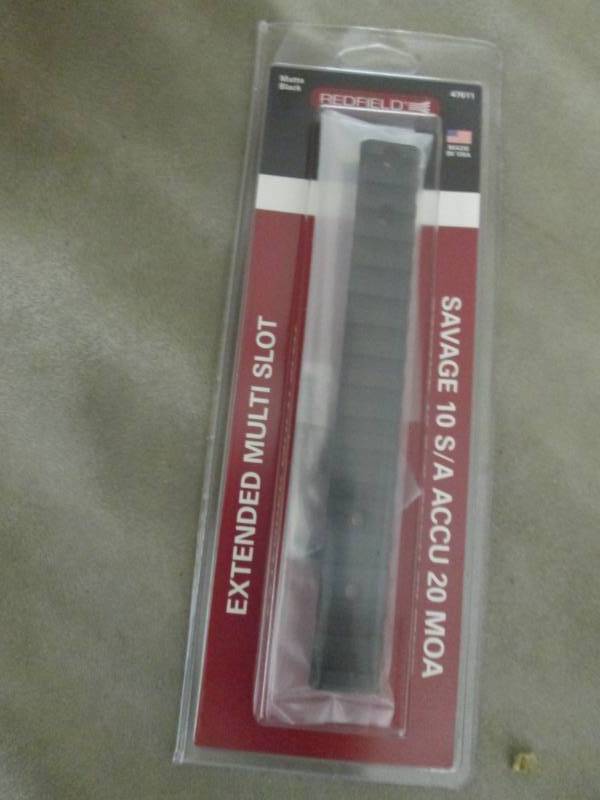 Matte
Black
REDFIELD
47611
MADE
IN USA
EXTENDED MULTI SLOT
SAVAGE 10 S/A ACCU 20 MOA